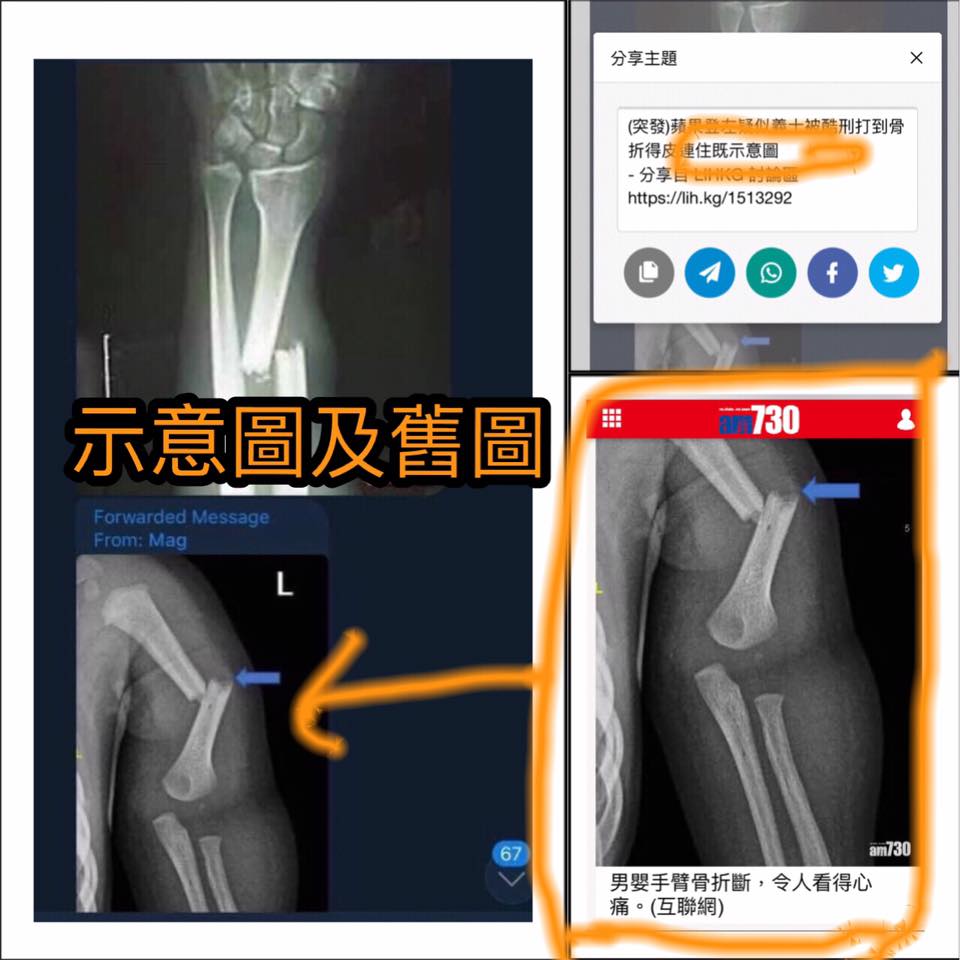 示意圖及舊圖
Forwarded Message
From: Mag
L
67
分享主題
(突發)蘋果登左疑似義士被酷刑打到骨
折得皮連住既示意圖
- 分享自 LIHKG 討論區
https://lih.kg/1513292
am730
5
L
am730
男嬰手臂骨折斷，令人看得心
痛。(互聯網)